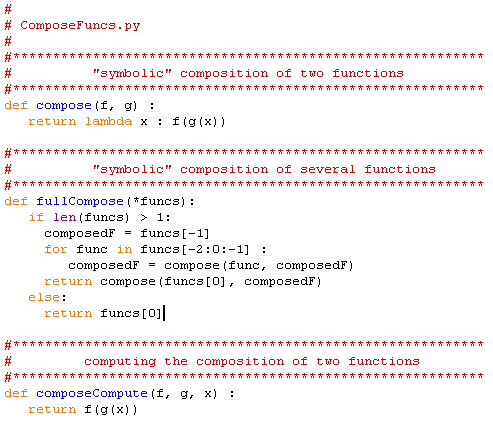 #
# ComposeFuncs.py
#
#***********************************************************
#          "symbolic" composition of two functions
#***********************************************************
def compose(f, g) :
   return lambda x : f(g(x))

#***********************************************************
#          "symbolic" composition of several functions
#***********************************************************
def fullCompose(*funcs):
   if len(funcs) > 1:
     composedF = funcs[-1]
     for func in funcs[-2:0:-1] :
        composedF = compose(func, composedF)
     return compose(funcs[0], composedF)
   else:
     return funcs[0]

#***********************************************************
#         computing the composition of two functions
#***********************************************************
def composeCompute(f, g, x) :
   return f(g(x))